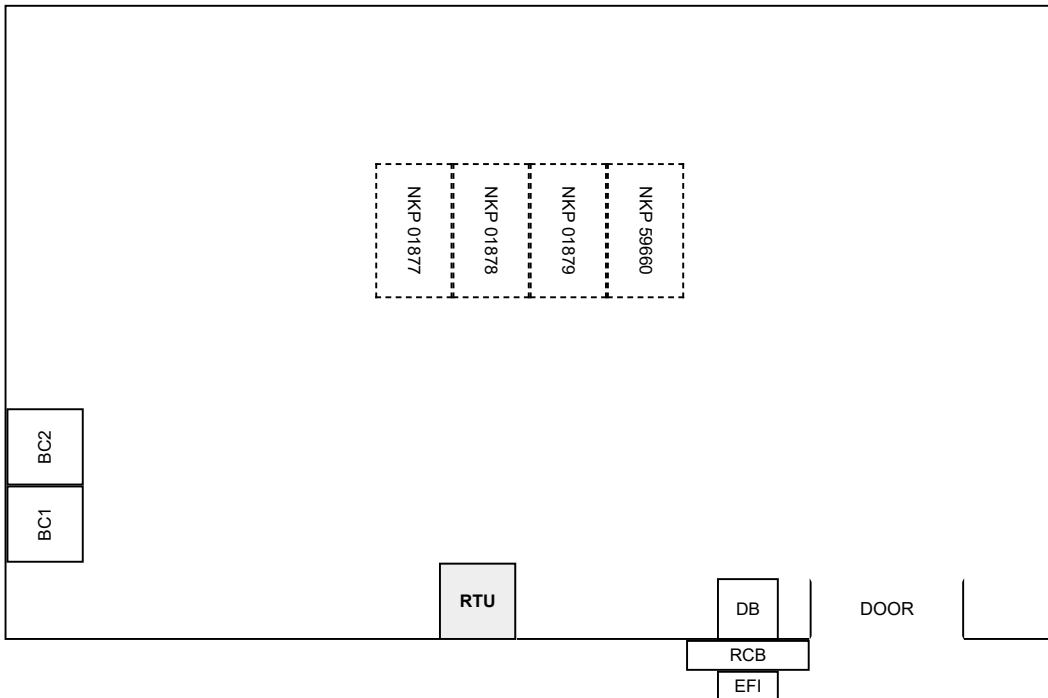 NKP 01877
NKP 01878
NKP 01879
NKP 59660
BC2
BC1
RTU
DB
DOOR
RCB
EFI